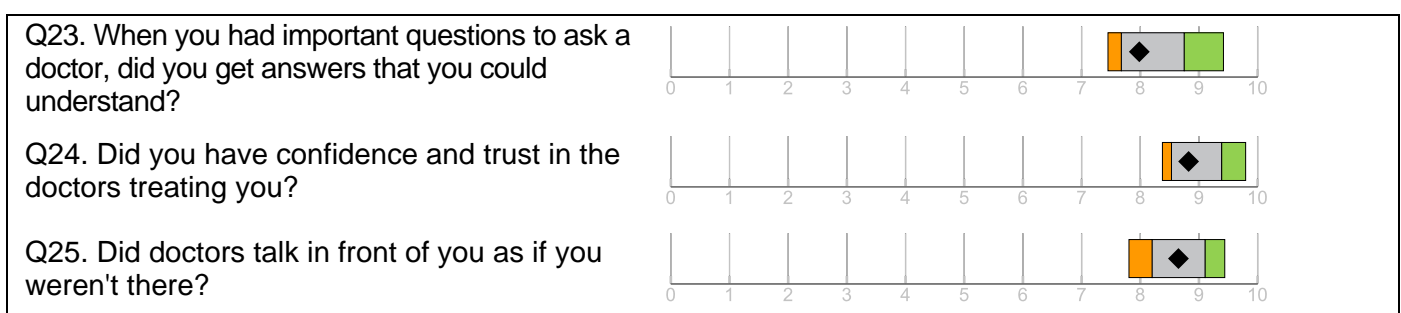 Q23. When you had important questions to ask a
doctor, did you get answers that you could
understand?
0 1 2 3 4 5 6 7 8 9 10
Q24. Did you have confidence and trust in the
doctors treating you?
0 1 2 3 4 5 6 7 8 9 10
Q25. Did doctors talk in front of you as if you
weren't there?
0 1 2 3 4 5 6 7 8 9 10